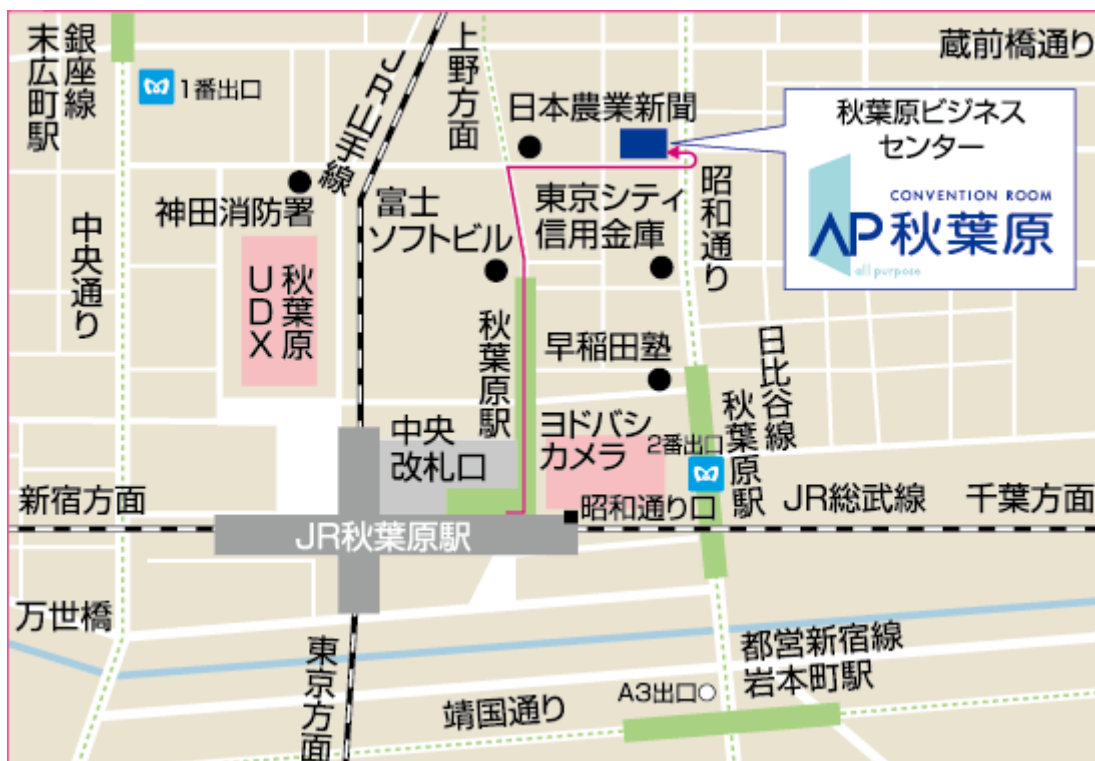 銀座線
末広町駅
1番出口
JR山手線
上野方面
蔵前橋通り
日本農業新聞
秋葉原ビジネス
センター
CONVENTION ROOM
AP秋葉原
all purpose
神田消防署
富士
ソフトビル
東京シティ
信用金庫
昭和通り
中央通り
秋葉原
UDX
秋葉原駅
早稲田塾
日比谷線
秋葉原駅
中央
改札口
ヨドバシ
カメラ
2番出口
新宿方面
昭和通り口
JR総武線
千葉方面
JR秋葉原駅
万世橋
東京方面
都営新宿線
岩本町駅
A3出口
靖国通り